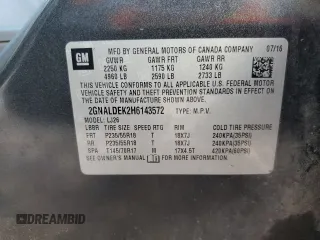 GM
MFD BY GENERAL MOTORS OF CANADA COMPANY 07/16
GVWR GAWR FRT GAWR RR
2250 KG 1175 KG 1240 KG
4960 LB 2590 LB 2733 LB
THIS VEHICLE CONFORMS TO ALL APPLICABLE U.S. FEDERAL MOTOR
VEHICLE SAFETY, BUMPER, AND THEFT PREVENTION STANDARDS IN
EFFECT ON THE DATE OF MANUFACTURE SHOWN ABOVE.
2GNALDEK2H6143572 TYPE: M.P.V.
MODEL: LJ26
LBBR TIRE SIZE SPEED RTG RIM COLD TIRE PRESSURE
FRT P235/55R18 T 18X7J 240KPA(35PSI)
RR P235/55R18 T 18X7J 240KPA(35PSI)
SPA T145/70R17 M 17X4.5T 420KPA(60PSI)
SEE OWNERS MANUAL FOR ADDITIONAL INFORMATION.